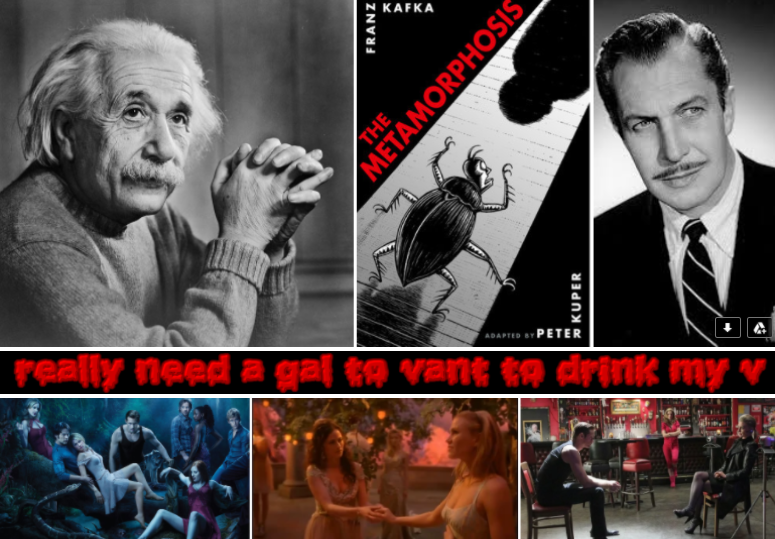 FRANZ KAFKA
THE
METAMORPHOSIS
ADAPTED BY PETER KUPER
really need a gal to vant to drink my v